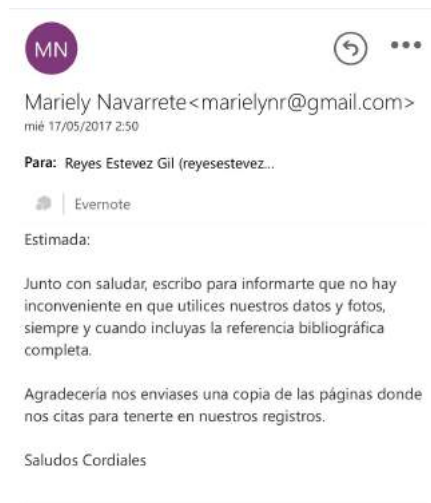 MN
Mariely Navarrete<marielynr@gmail.com>
mié 17/05/2017 2:50
Para: Reyes Estevez Gil (reyesestevez...
Evernote
Estimada:
Junto con saludar, escribo para informarte que no hay
inconveniente en que utilices nuestros datos y fotos,
siempre y cuando incluyas la referencia bibliográfica
completa.
Agradecería nos enviases una copia de las páginas donde
nos citas para tenerte en nuestros registros.
Saludos Cordiales